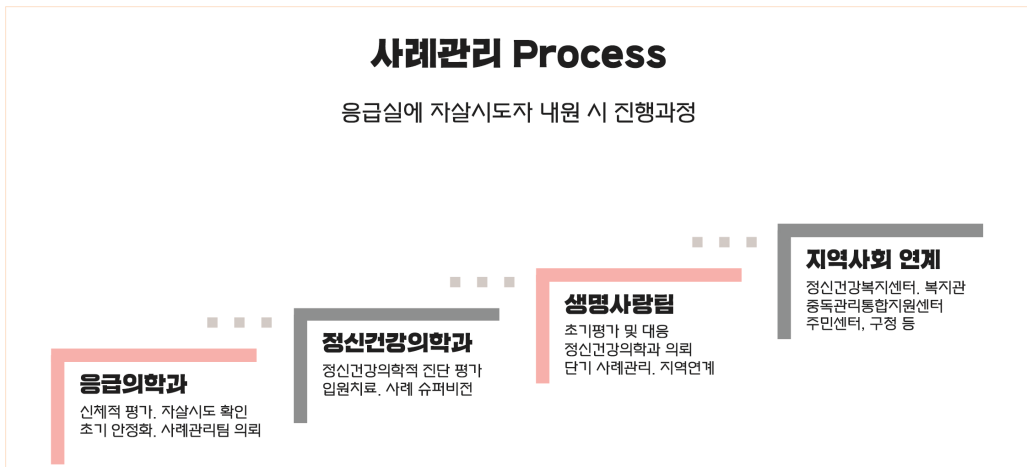 사례관리 Process
응급실에 자살시도자 내원 시 진행과정
응급의학과
신체적 평가, 자살시도 확인
초기 안정화, 사례관리팀 의뢰
정신건강의학과
정신건강의학적 진단 평가
입원치료, 사례 슈퍼비전
생명사랑팀
초기평가 및 대응
정신건강의학과 의뢰
단기 사례관리, 지역연계
지역사회 연계
정신건강복지센터, 복지관
중독관리통합지원센터
주민센터, 구청 등